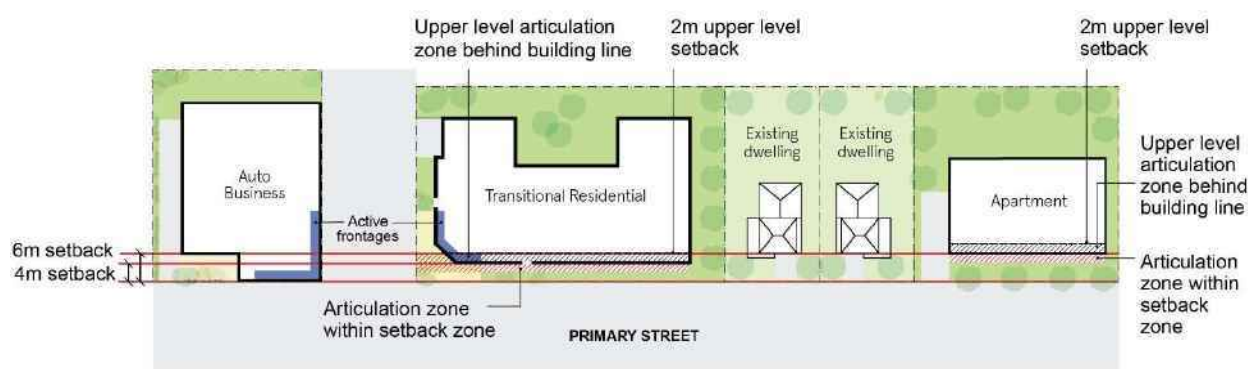 Upper level articulation
zone behind building line
2m upper level
setback
2m upper level
setback
Auto
Business
Active
frontages
Transitional Residential
Existing
dwelling
Existing
dwelling
Apartment
Upper level
articulation
zone behind
building line
6m setback
4m setback
Articulation zone
within setback zone
Articulation
zone within
setback
zone
PRIMARY STREET